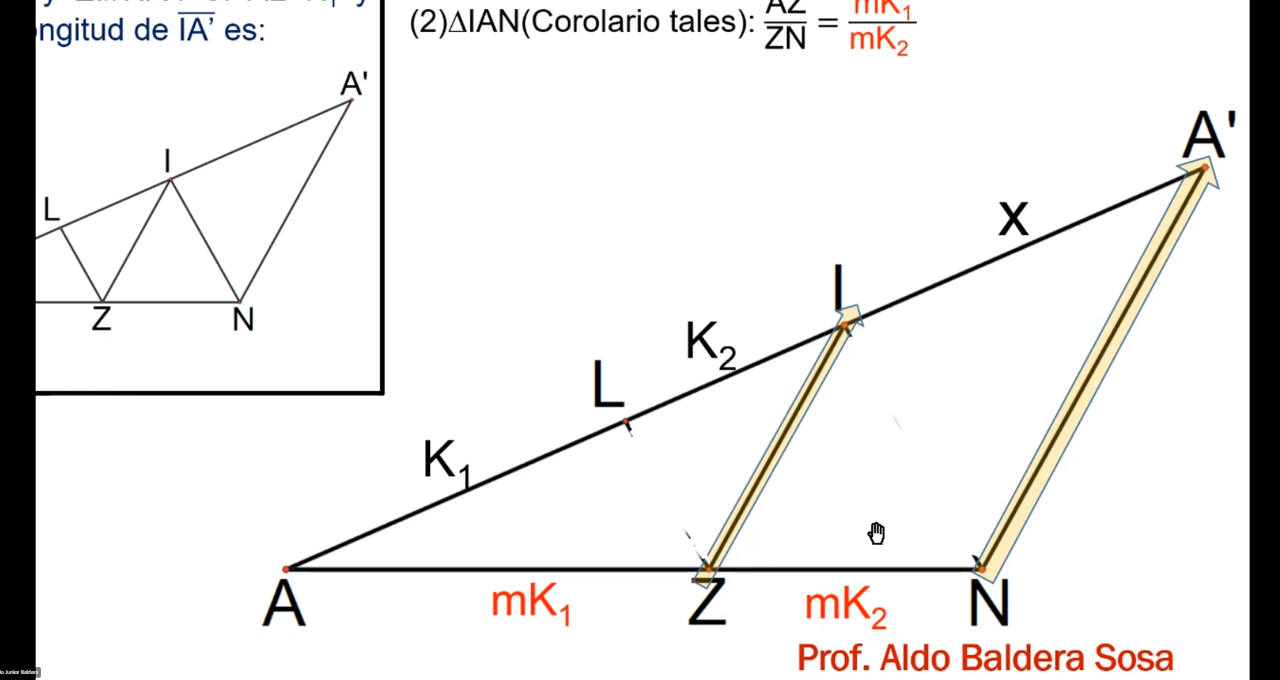 ngitud de IA' es:
(2)ΔIAN(Corolario tales): AZ/ZN = mK₁/mK₂
A'
I
L
Z
N
A'
x
I
K₂
L
K₁
A
mK₁
Z
mK₂
N
Prof. Aldo Baldera Sosa